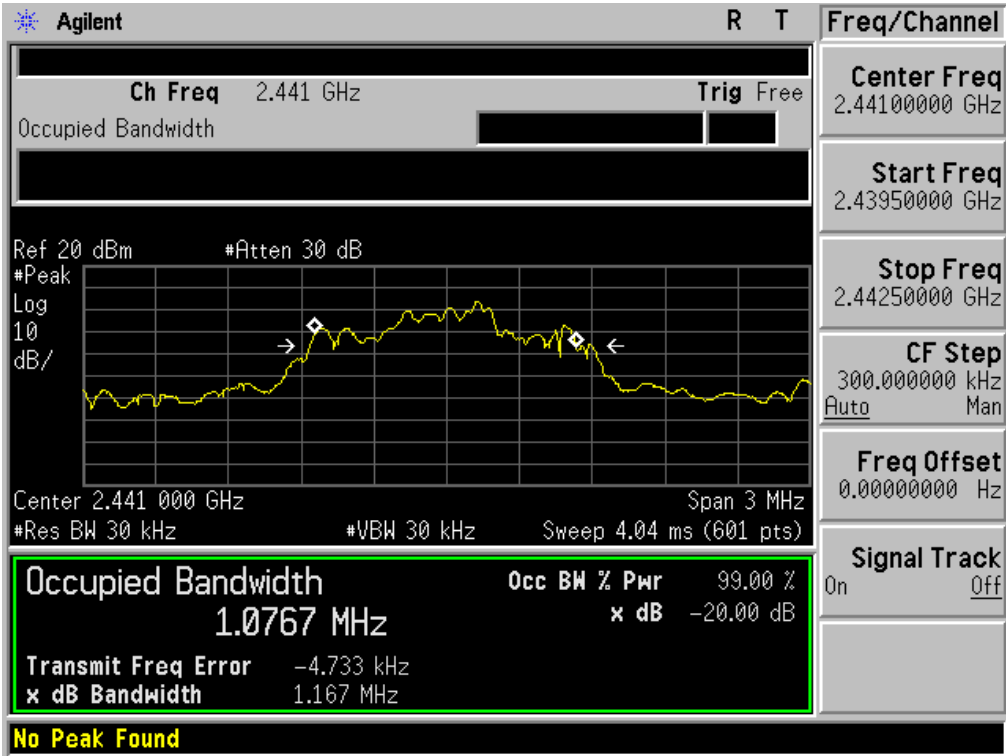 Agilent R T
Freq/Channel
Ch Freq 2.441 GHz Trig Free
Occupied Bandwidth
Center Freq
2.44100000 GHz
Start Freq
2.43950000 GHz
Stop Freq
2.44250000 GHz
CF Step
300.000000 kHz
Auto Man
Freq Offset
0.00000000 Hz
Signal Track
On Off
Ref 20 dBm #Atten 30 dB
#Peak
Log
10
dB/
Center 2.441 000 GHz Span 3 MHz
#Res BW 30 kHz #VBW 30 kHz Sweep 4.04 ms (601 pts)
Occupied Bandwidth Occ BW % Pwr 99.00 %
1.0767 MHz x dB -20.00 dB
Transmit Freq Error -4.733 kHz
x dB Bandwidth 1.167 MHz
No Peak Found